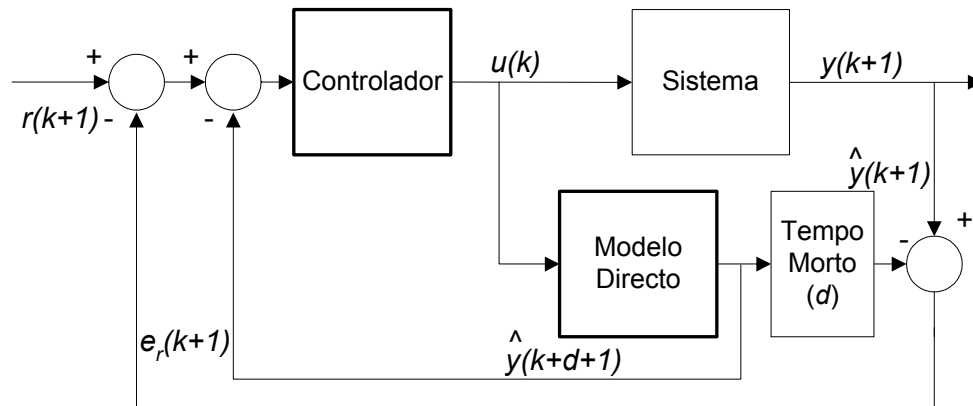 +
+
Controlador
u(k)
Sistema
y(k+1)
r(k+1)
-
-
ŷ(k+1)
+
-
Modelo
Directo
Tempo
Morto
(d)
e_r(k+1)
ŷ(k+d+1)